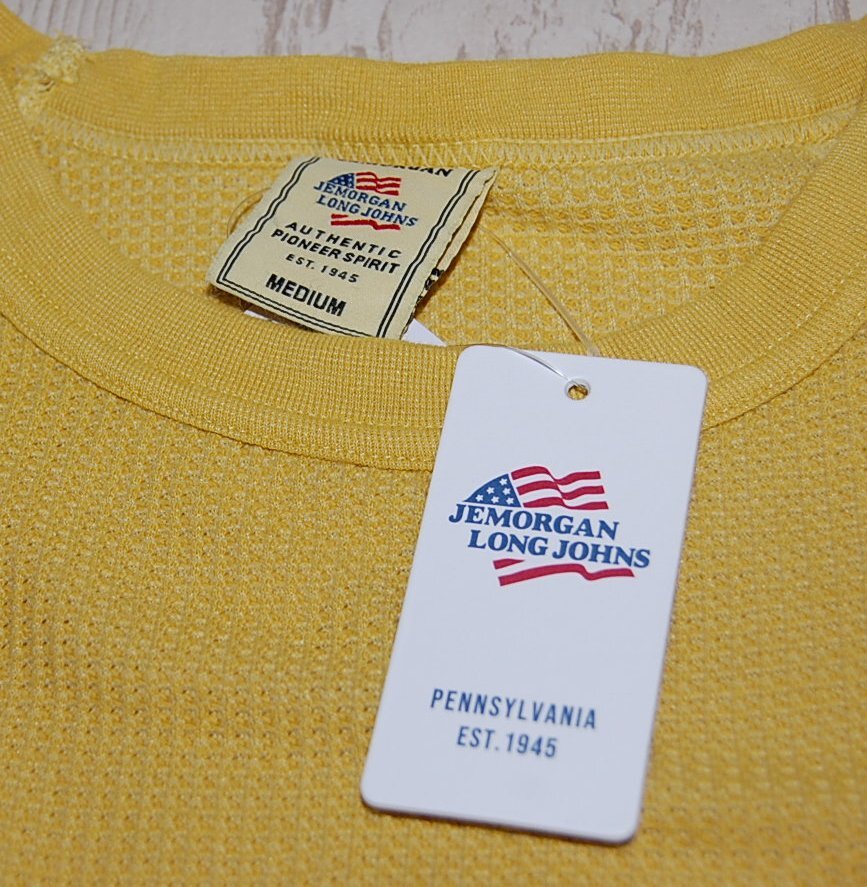 JEMORGAN
LONG JOHNS
AUTHENTIC
PIONEER SPIRIT
EST. 1945
MEDIUM
JEMORGAN
LONG JOHNS
PENNSYLVANIA
EST. 1945